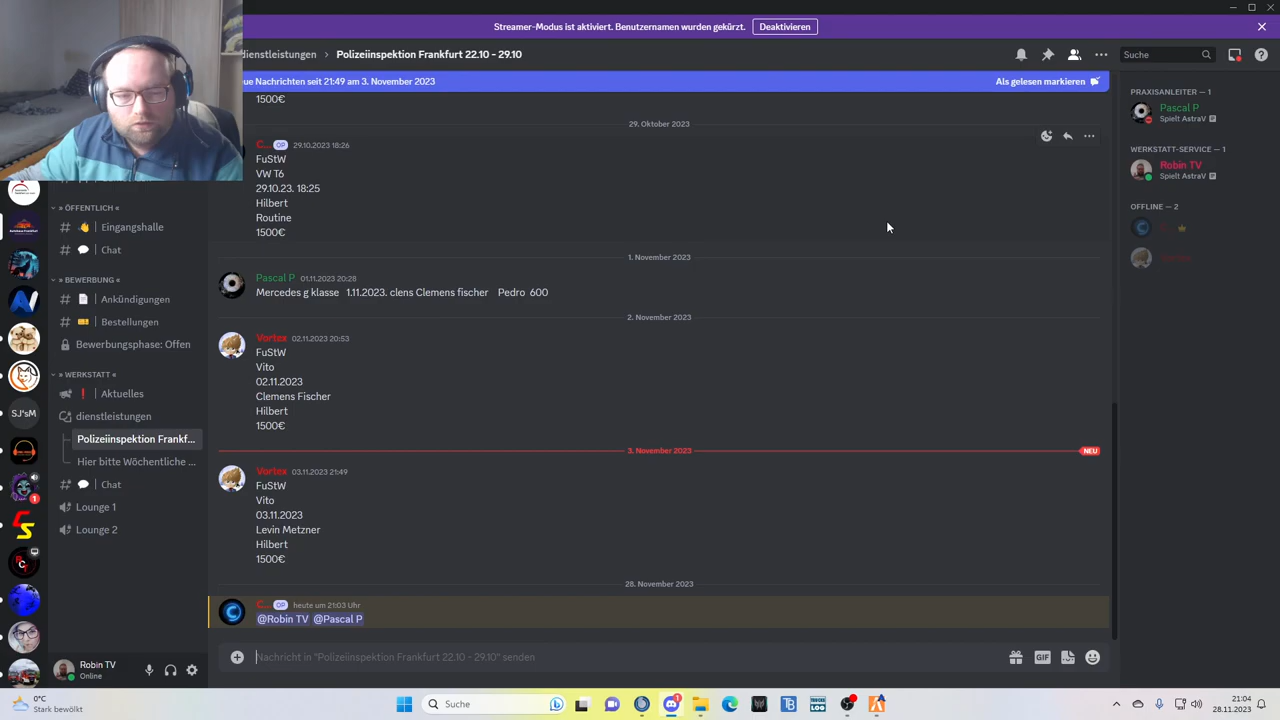 Streamer-Modus ist aktiviert. Benutzernamen wurden gekürzt. Deaktivieren
dienstleistungen > Polizeiinspektion Frankfurt 22.10 - 29.10
Suche
ue Nachrichten seit 21:49 am 3. November 2023
Als gelesen markieren
» ÖFFENTLICH «
# 👋 | Eingangshalle
# 💬 | Chat
» BEWERBUNG «
# 📄 | Ankündigungen
# 🎫 | Bestellungen
Bewerbungsphase: Offen
» WERKSTATT «
❗ | Aktuelles
dienstleistungen
Polizeiinspektion Frankf...
Hier bitte Wöchentliche ...
# 💬 | Chat
Lounge 1
Lounge 2
SJ'sM
1
Robin TV
Online
1500€
29. Oktober 2023
C... OP 29.10.2023 18:26
FuStW
VW T6
29.10.23. 18:25
Hilbert
Routine
1500€
1. November 2023
Pascal P 01.11.2023 20:28
Mercedes g klasse 1.11.2023. clens Clemens fischer Pedro 600
2. November 2023
Vortex 02.11.2023 20:53
FuStW
Vito
02.11.2023
Clemens Fischer
Hilbert
1500€
3. November 2023 NEU
Vortex 03.11.2023 21:49
FuStW
Vito
03.11.2023
Levin Metzner
Hilbert
1500€
28. November 2023
C... OP heute um 21:03 Uhr
@Robin TV @Pascal P
Nachricht in "Polizeiinspektion Frankfurt 22.10 - 29.10" senden
GIF
PRAXISANLEITER — 1
Pascal P
Spielt AstraV
WERKSTATT-SERVICE — 1
Robin TV
Spielt AstraV
OFFLINE — 2
C...
Vortex
0°C
Stark bewölkt
Suche
1
21:04
28.11.2023